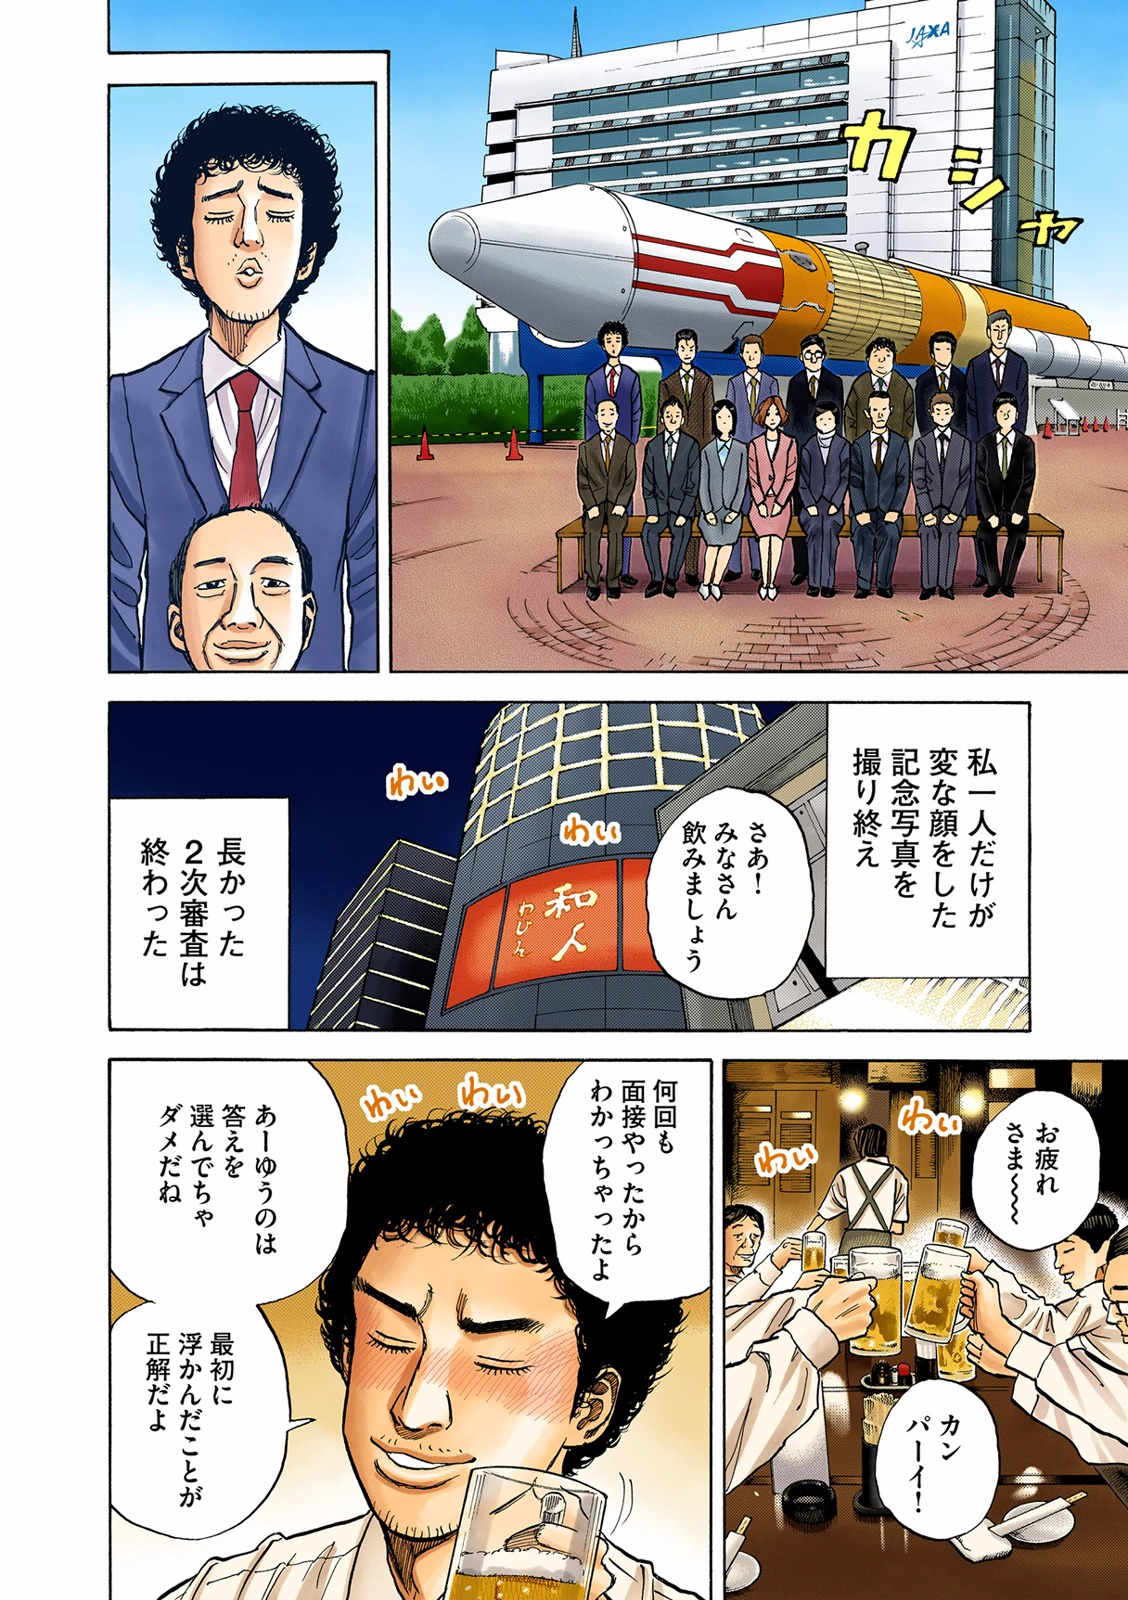 JAXA
カシャ
私一人だけが
変な顔をした
記念写真を
撮り終え
さあ！
みなさん
飲みましょう
わい
わい
和人
わびん
長かった
２次審査は
終わった
お疲れ
さま〜〜〜
わい
わい
カン
パーイ！
何回も
面接やったから
わかっちゃったよ
わい
わい
あーゆうのは
答えを
選んでちゃ
ダメだね
最初に
浮かんだことが
正解だよ